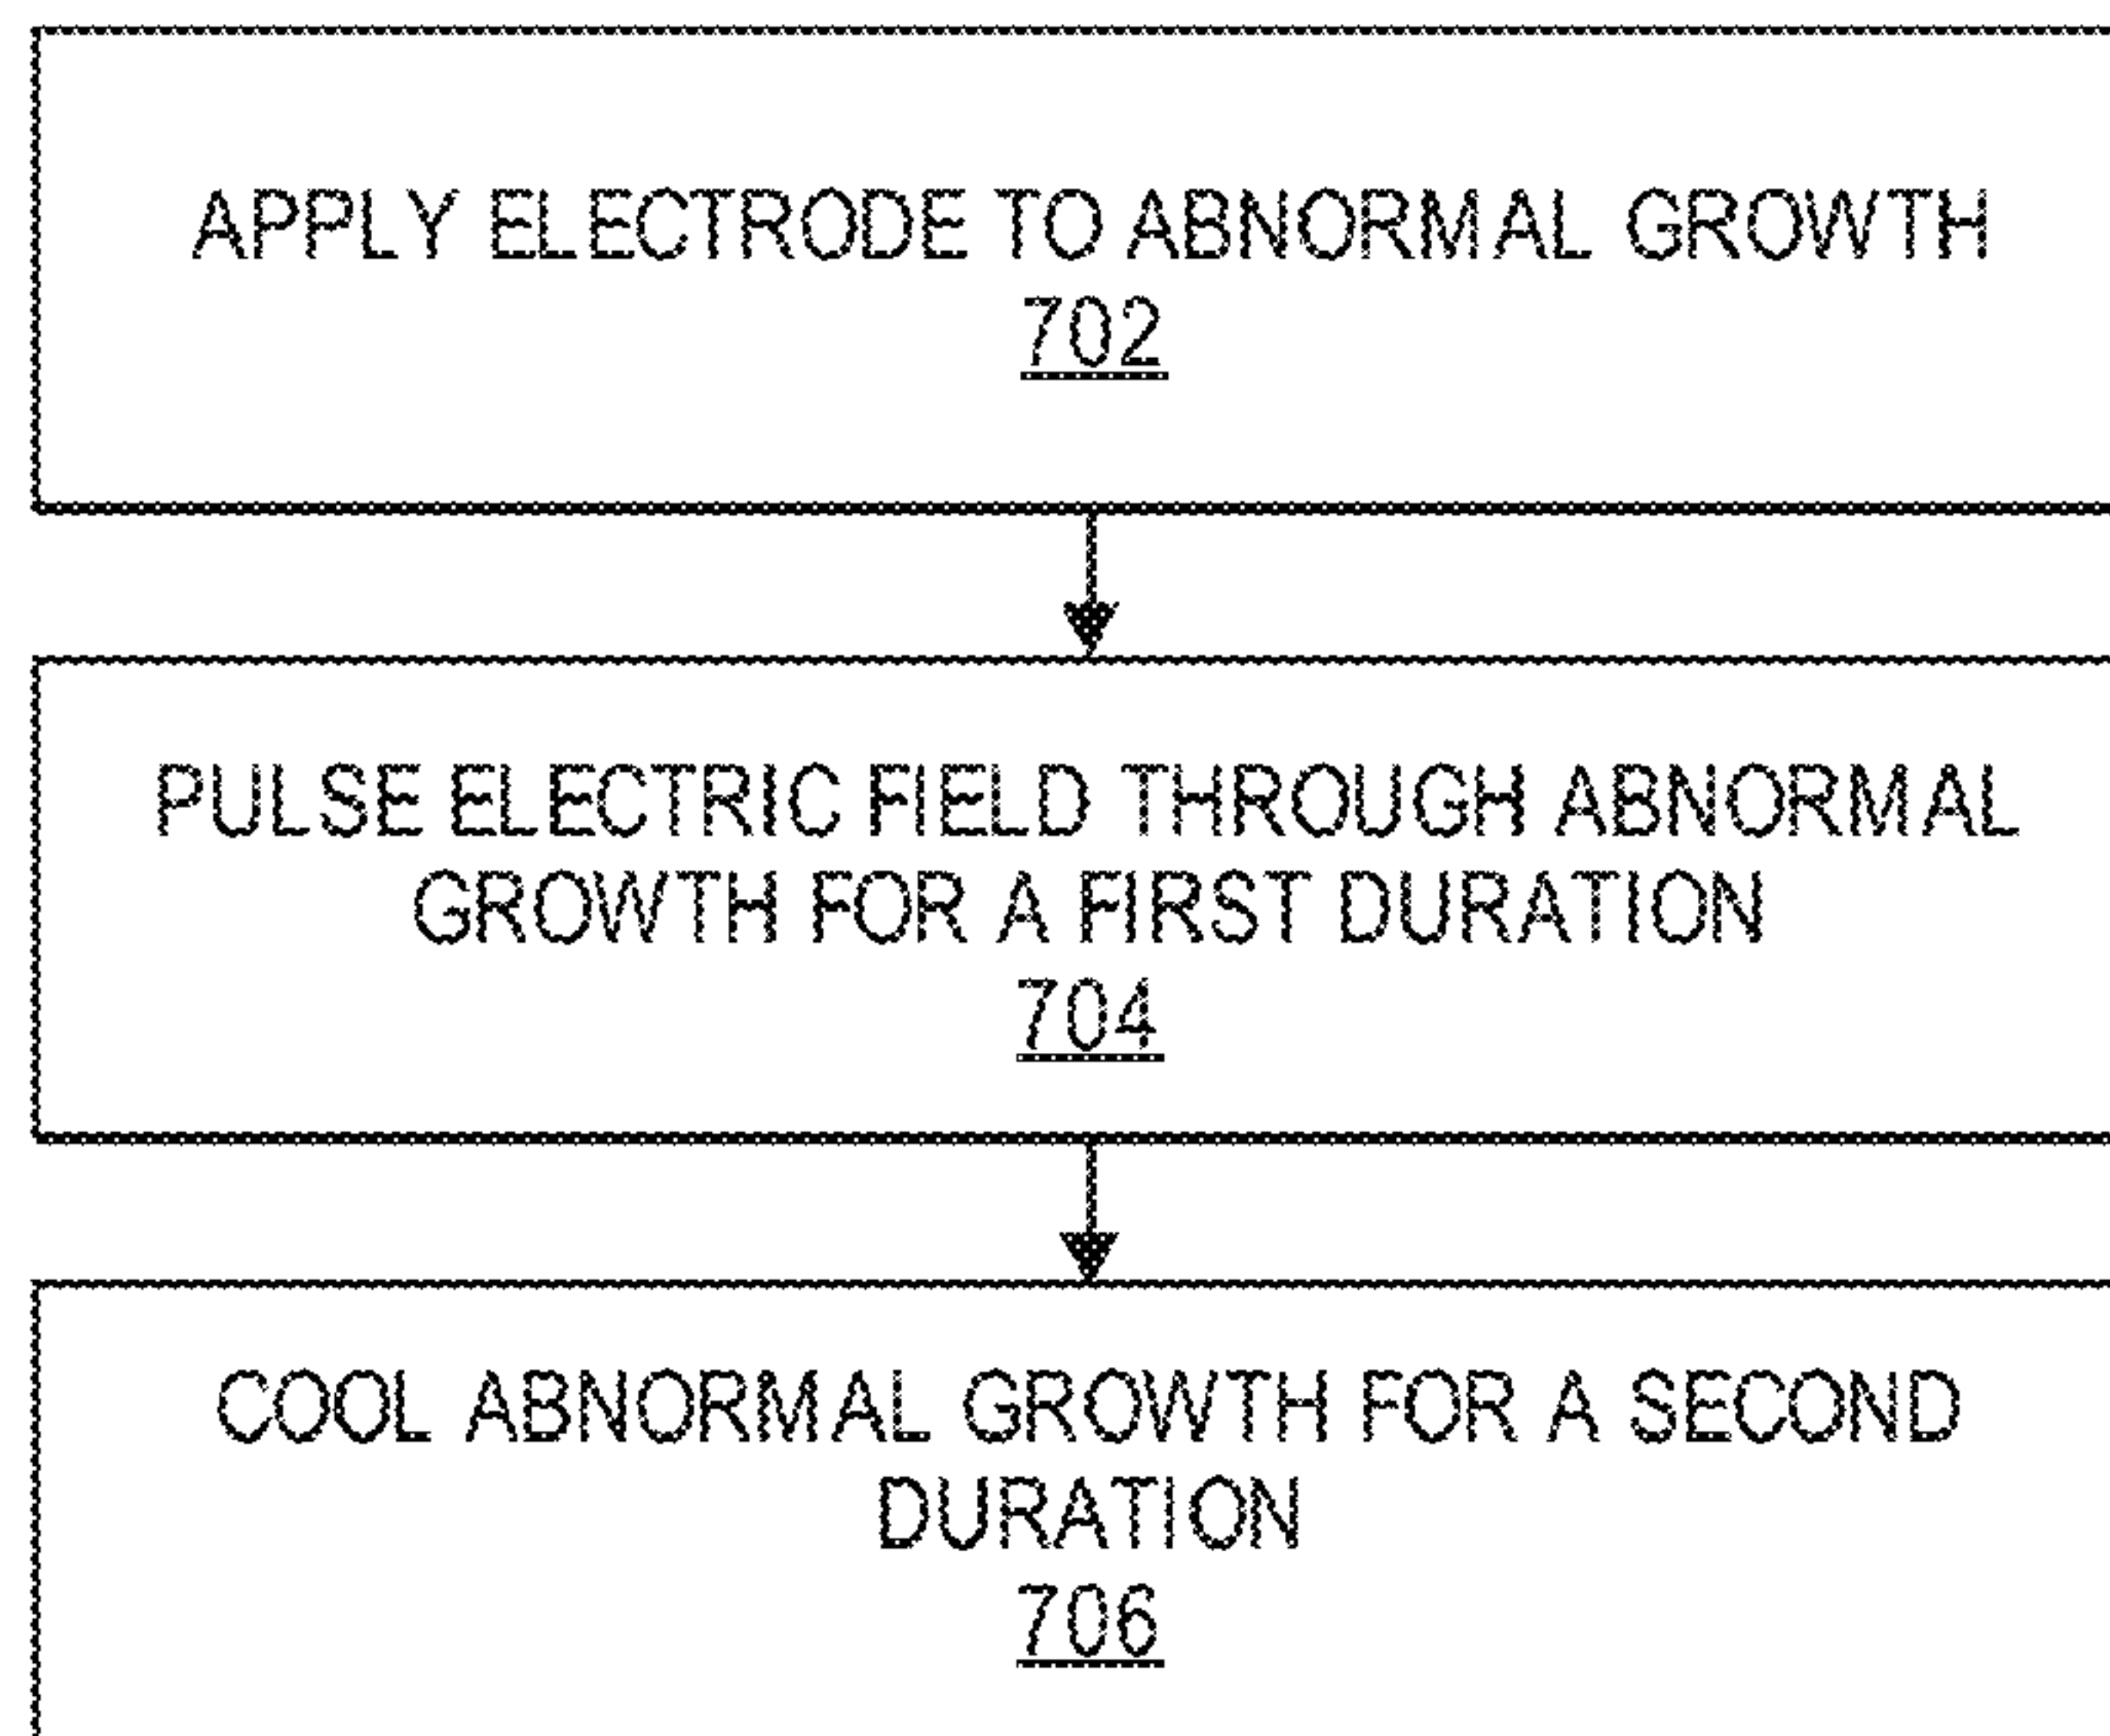 APPLY ELECTRODE TO ABNORMAL GROWTH
702
PULSE ELECTRIC FIELD THROUGH ABNORMAL
GROWTH FOR A FIRST DURATION
704
COOL ABNORMAL GROWTH FOR A SECOND
DURATION
706